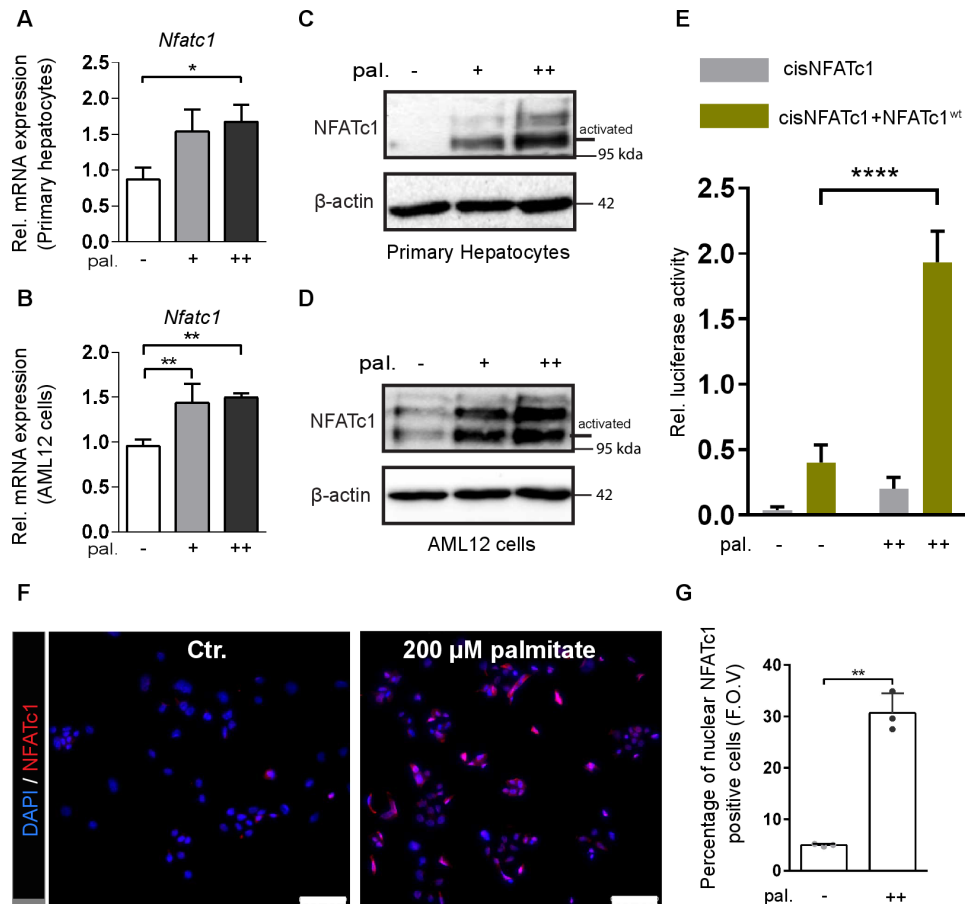 A
Nfatc1
Rel. mRNA expression
(Primary hepatocytes)
2.5
2.0
1.5
1.0
0.5
0.0
*
pal.
-
+
++
B
Nfatc1
Rel. mRNA expression
(AML12 cells)
2.0
1.5
1.0
0.5
0.0
**
**
pal.
-
+
++
C
pal.
-
+
++
NFATc1
activated
95 kda
β-actin
42
Primary Hepatocytes
D
pal.
-
+
++
NFATc1
activated
95 kda
β-actin
42
AML12 cells
E
cisNFATc1
cisNFATc1+NFATc1wt
Rel. luciferase activity
2.5
2.0
1.5
1.0
0.5
0.0
****
pal.
-
-
++
++
F
DAPI / NFATc1
Ctr.
200 µM palmitate
G
Percentage of nuclear NFATc1
positive cells (F.O.V)
40
30
20
10
5
0
**
pal.
-
++